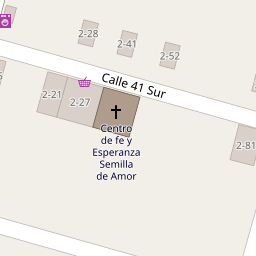 2-28
2-41
2-52
Calle 41 Sur
2-21
2-27
Centro
de fe y
Esperanza
Semilla
de Amor
2-81